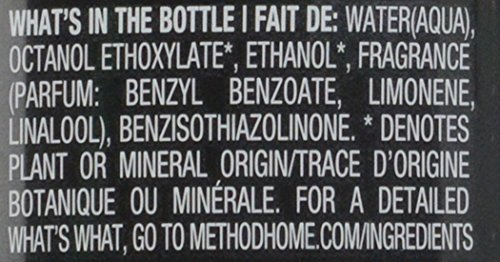 WHAT'S IN THE BOTTLE | FAIT DE: WATER(AQUA),
OCTANOL ETHOXYLATE*, ETHANOL*, FRAGRANCE
(PARFUM: BENZYL BENZOATE, LIMONENE,
LINALOOL), BENZISOTHIAZOLINONE. * DENOTES
PLANT OR MINERAL ORIGIN/TRACE D'ORIGINE
BOTANIQUE OU MINÉRALE. FOR A DETAILED
WHAT'S WHAT, GO TO METHODHOME.COM/INGREDIENTS